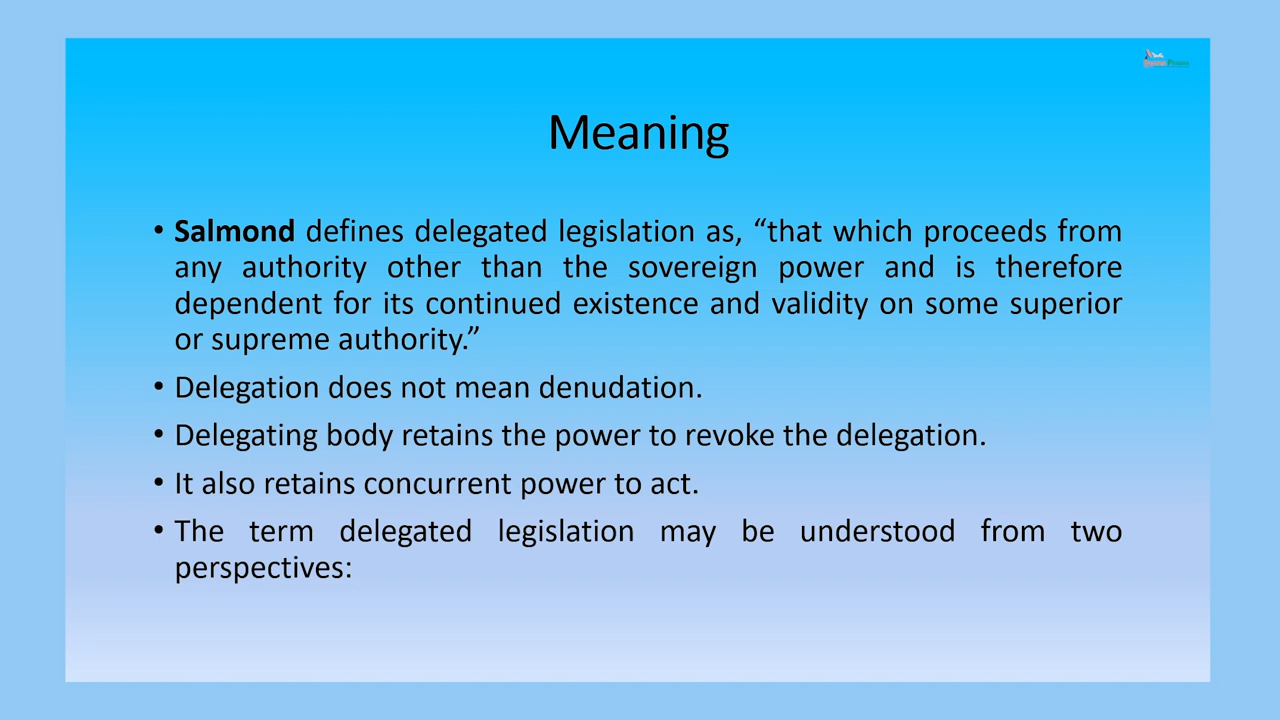 Meaning
• Salmond defines delegated legislation as, “that which proceeds from
any authority other than the sovereign power and is therefore
dependent for its continued existence and validity on some superior
or supreme authority.”
• Delegation does not mean denudation.
• Delegating body retains the power to revoke the delegation.
• It also retains concurrent power to act.
• The term delegated legislation may be understood from two
perspectives: